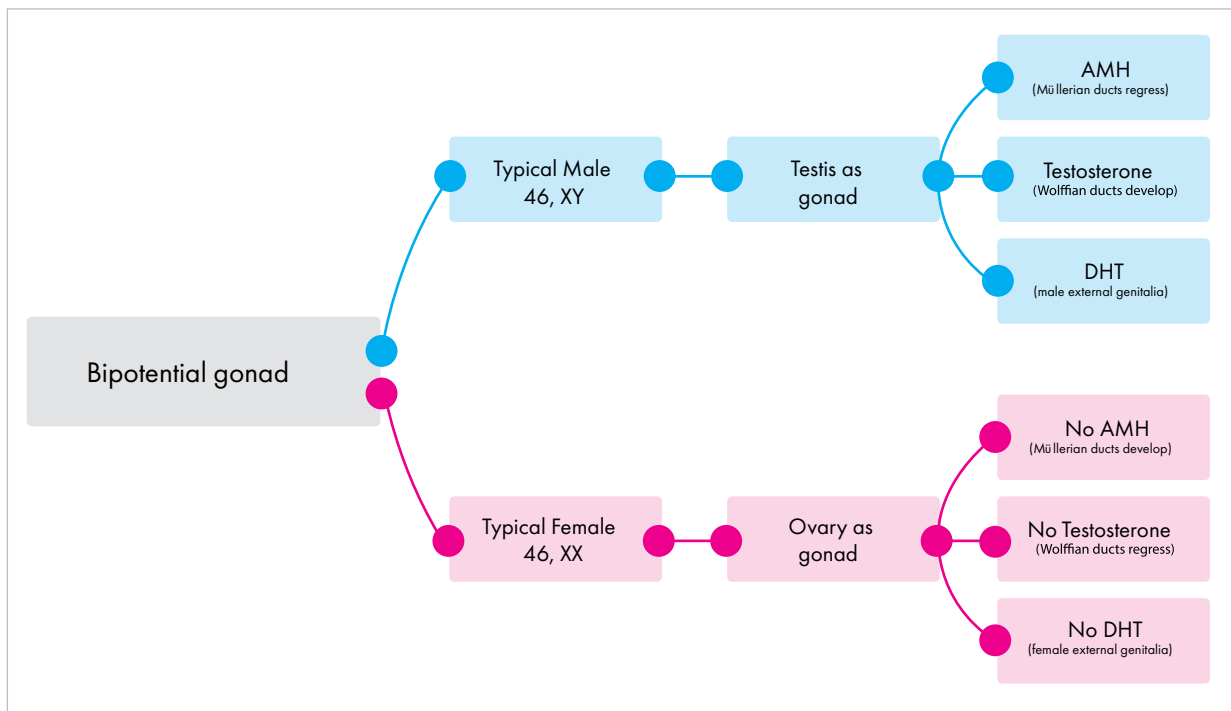 Bipotential gonad
Typical Male
46, XY
Testis as
gonad
AMH
(Müllerian ducts regress)
Testosterone
(Wolffian ducts develop)
DHT
(male external genitalia)
Typical Female
46, XX
Ovary as
gonad
No AMH
(Müllerian ducts develop)
No Testosterone
(Wolffian ducts regress)
No DHT
(female external genitalia)